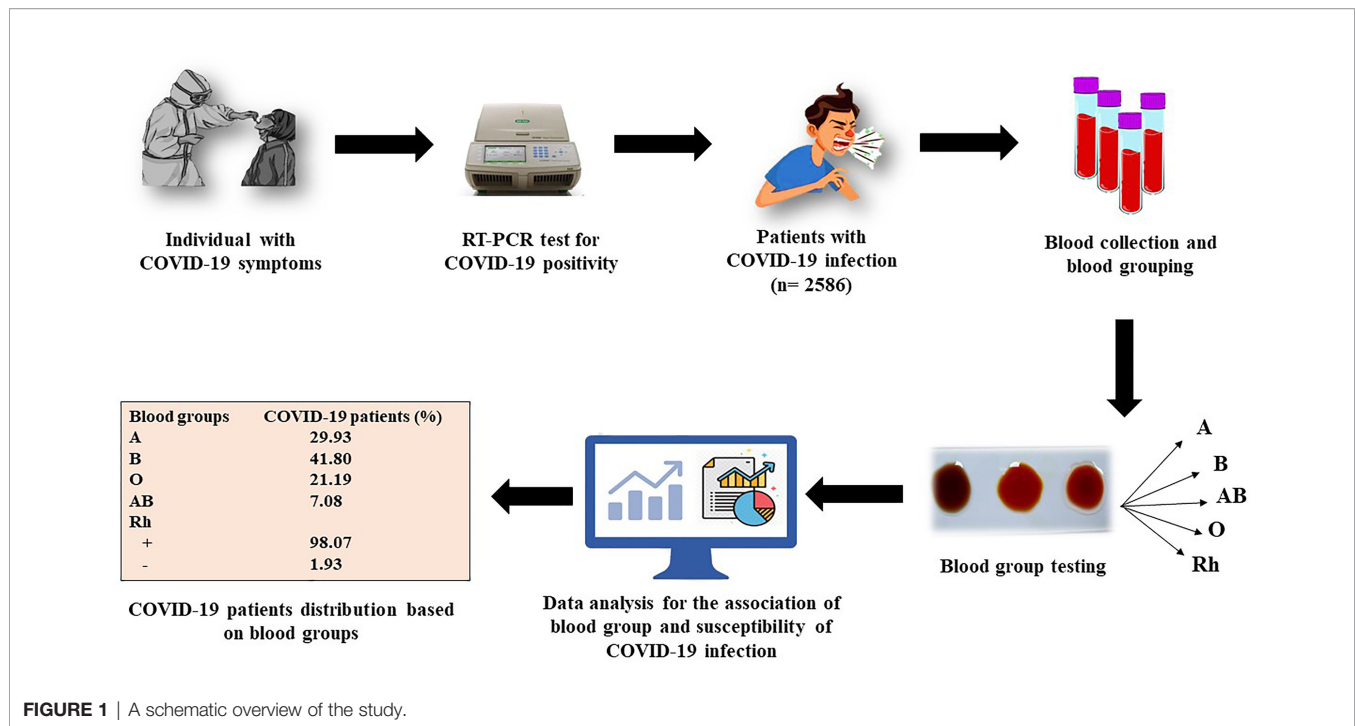 Individual with
COVID-19 symptoms
RT-PCR test for
COVID-19 positivity
Patients with
COVID-19 infection
(n= 2586)
Blood collection and
blood grouping
A
B
AB
O
Rh
Blood group testing
Data analysis for the association of
blood group and susceptibility of
COVID-19 infection
Blood groups COVID-19 patients (%)
A 29.93
B 41.80
O 21.19
AB 7.08
Rh
+ 98.07
- 1.93
COVID-19 patients distribution based
on blood groups
FIGURE 1 | A schematic overview of the study.